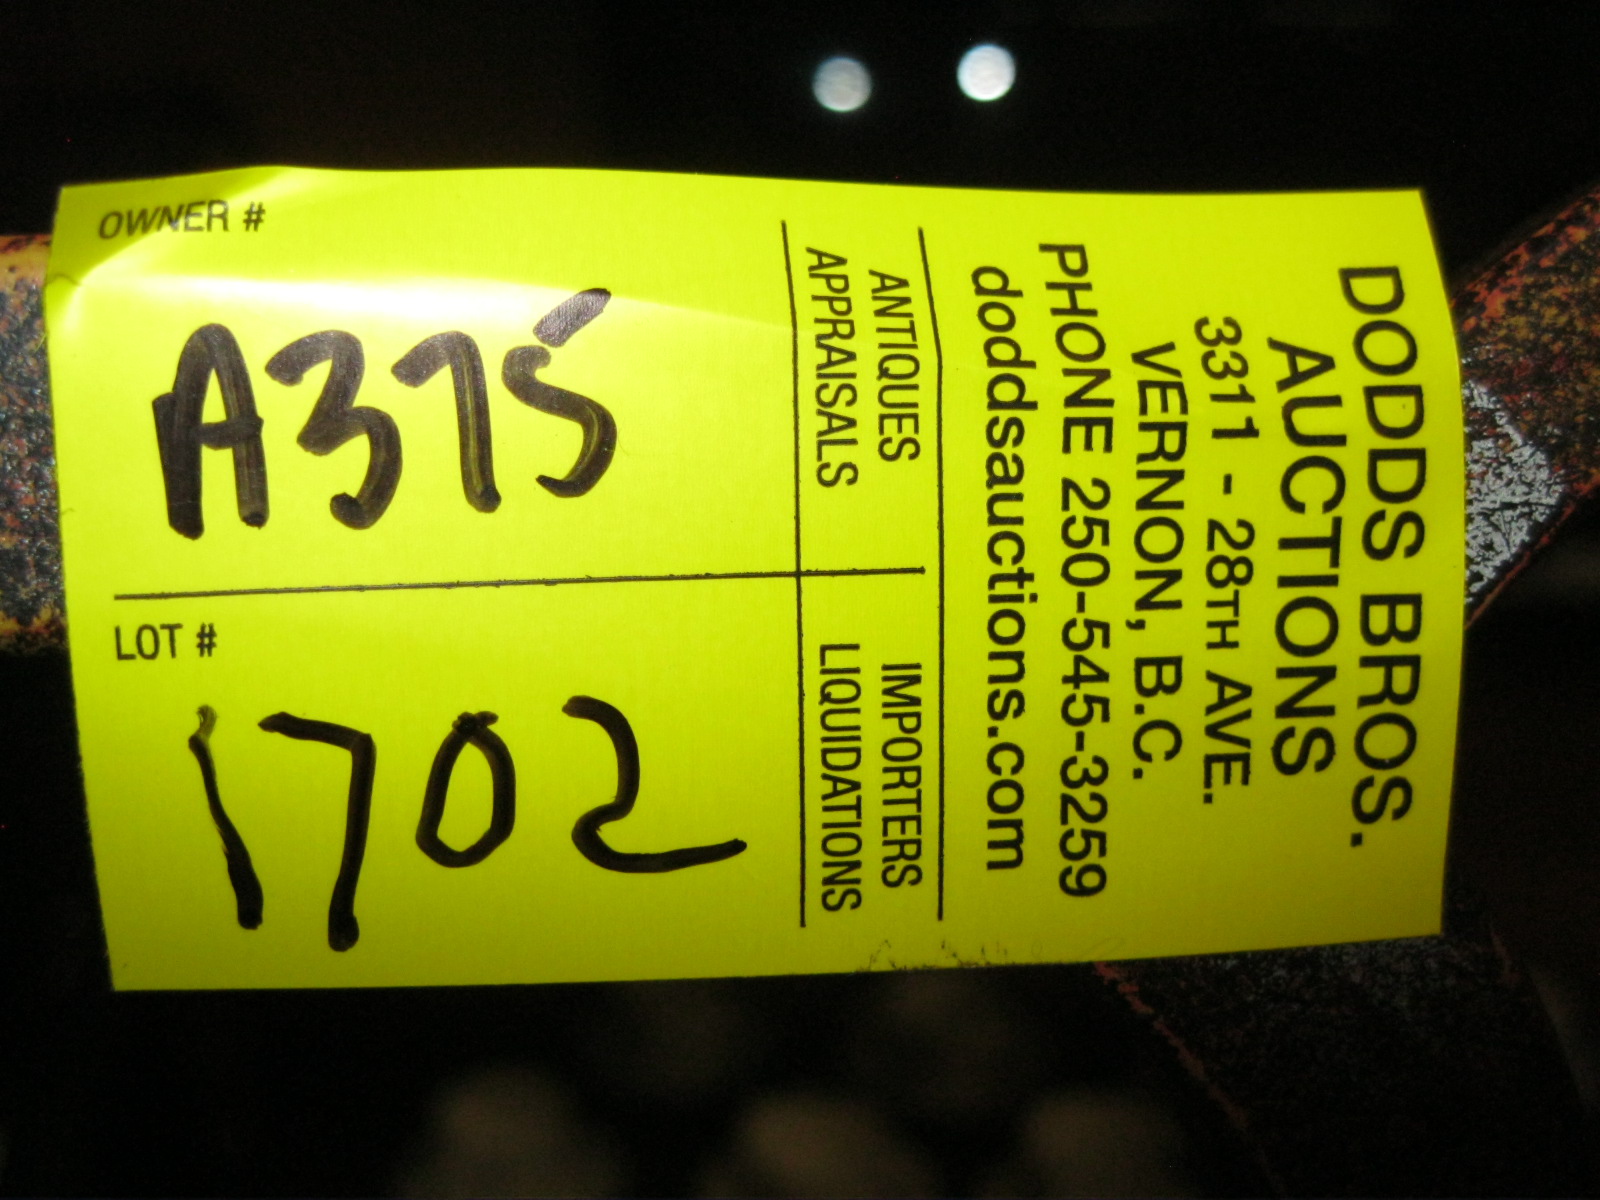 DODDS BROS.
AUCTIONS
3311 - 28TH AVE.
VERNON, B.C.
PHONE 250-545-3259
doddsauctions.com
ANTIQUES IMPORTERS
APPRAISALS LIQUIDATIONS
OWNER #
A375
LOT #
1702